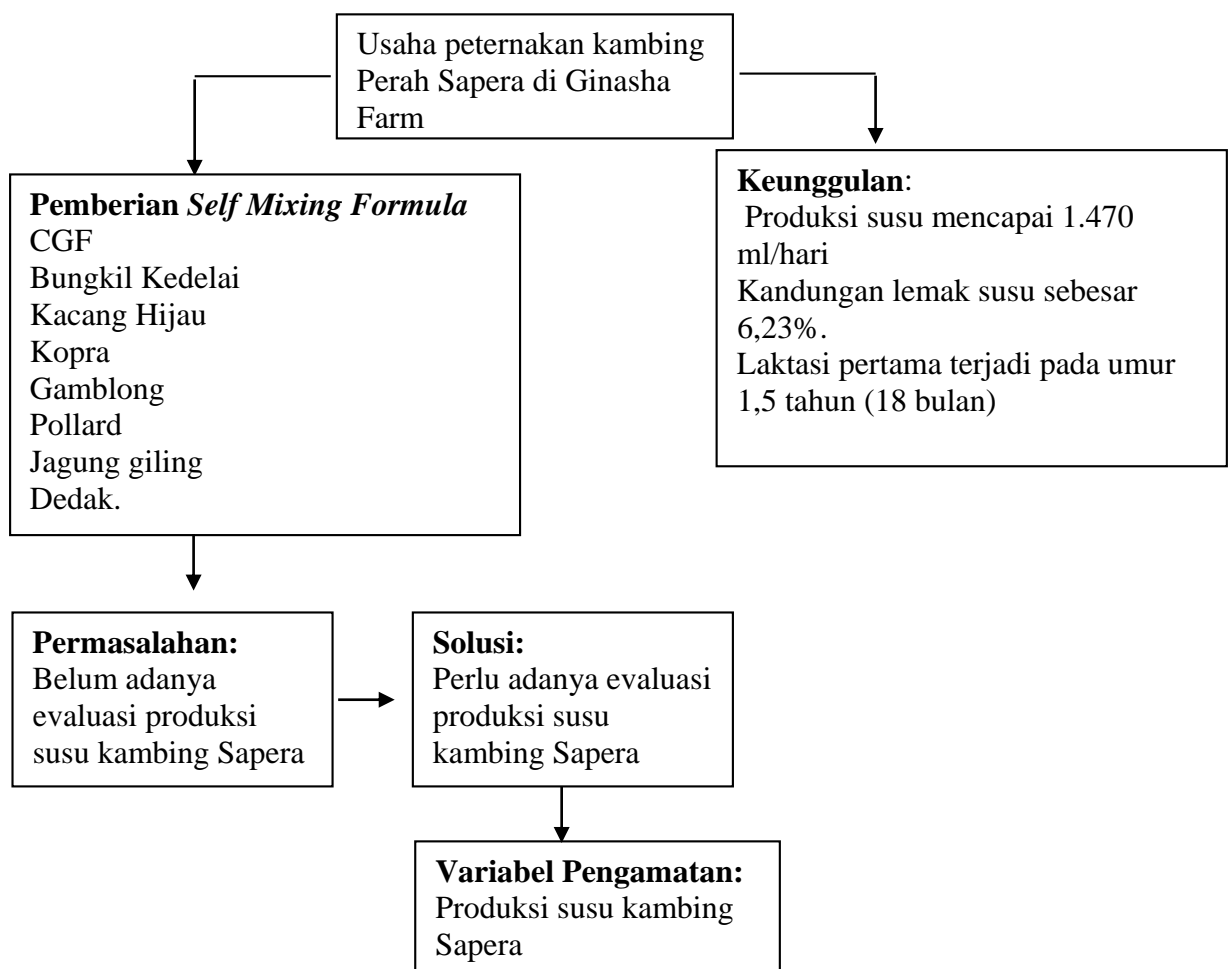 Usaha peternakan kambing
Perah Sapera di Ginasha
Farm
Pemberian Self Mixing Formula
CGF
Bungkil Kedelai
Kacang Hijau
Kopra
Gamblong
Pollard
Jagung giling
Dedak.
Keunggulan:
Produksi susu mencapai 1.470
ml/hari
Kandungan lemak susu sebesar
6,23%.
Laktasi pertama terjadi pada umur
1,5 tahun (18 bulan)
Permasalahan:
Belum adanya
evaluasi produksi
susu kambing Sapera
Solusi:
Perlu adanya evaluasi
produksi susu
kambing Sapera
Variabel Pengamatan:
Produksi susu kambing
Sapera